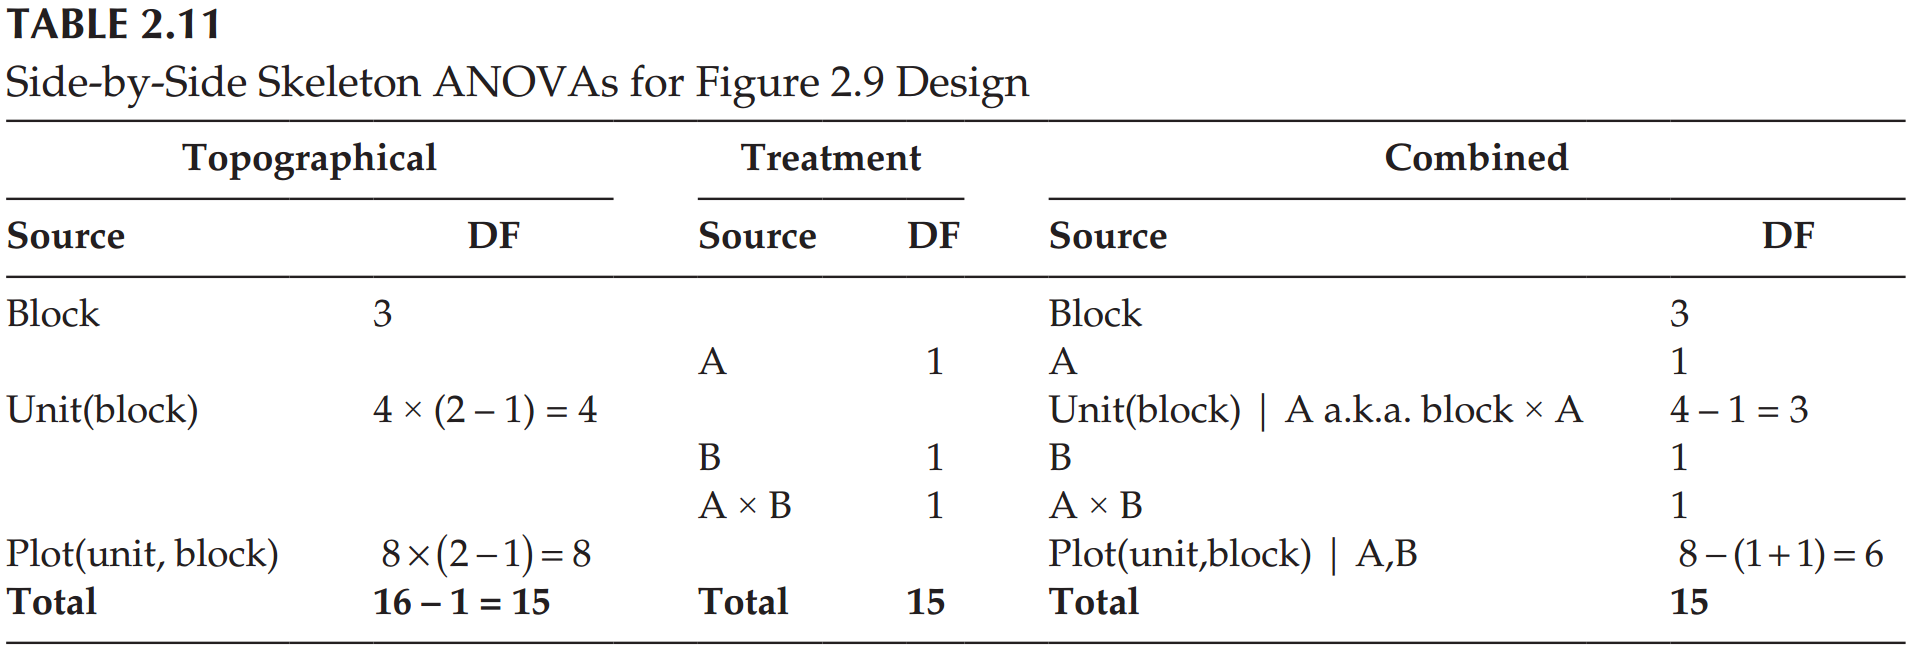 TABLE 2.11
Side-by-Side Skeleton ANOVAs for Figure 2.9 Design
Topographical Treatment Combined
Source DF Source DF Source DF
Block 3 Block 3
A 1 A 1
Unit(block) 4 × (2 – 1) = 4 Unit(block) | A a.k.a. block × A 4 – 1 = 3
B 1 B 1
A × B 1 A × B 1
Plot(unit, block) 8×(2–1)=8 Plot(unit,block) | A,B 8–(1+1)=6
Total 16 – 1 = 15 Total 15 Total 15